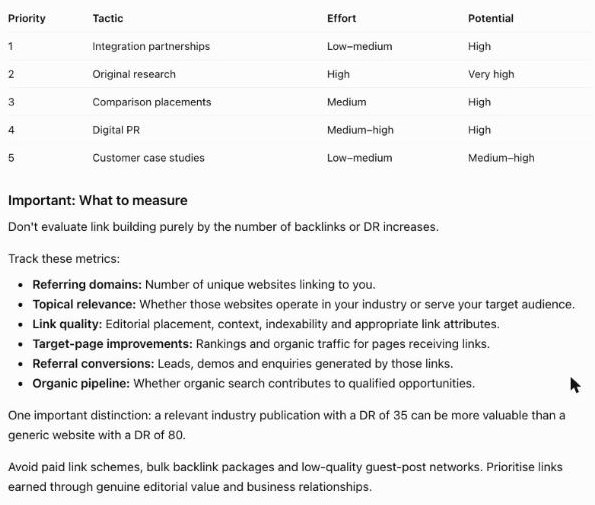 Priority Tactic Effort Potential
1 Integration partnerships Low–medium High
2 Original research High Very high
3 Comparison placements Medium High
4 Digital PR Medium–high High
5 Customer case studies Low–medium Medium–high
Important: What to measure
Don't evaluate link building purely by the number of backlinks or DR increases.
Track these metrics:
• Referring domains: Number of unique websites linking to you.
• Topical relevance: Whether those websites operate in your industry or serve your target audience.
• Link quality: Editorial placement, context, indexability and appropriate link attributes.
• Target-page improvements: Rankings and organic traffic for pages receiving links.
• Referral conversions: Leads, demos and enquiries generated by those links.
• Organic pipeline: Whether organic search contributes to qualified opportunities.
One important distinction: a relevant industry publication with a DR of 35 can be more valuable than a
generic website with a DR of 80.
Avoid paid link schemes, bulk backlink packages and low-quality guest-post networks. Prioritise links
earned through genuine editorial value and business relationships.